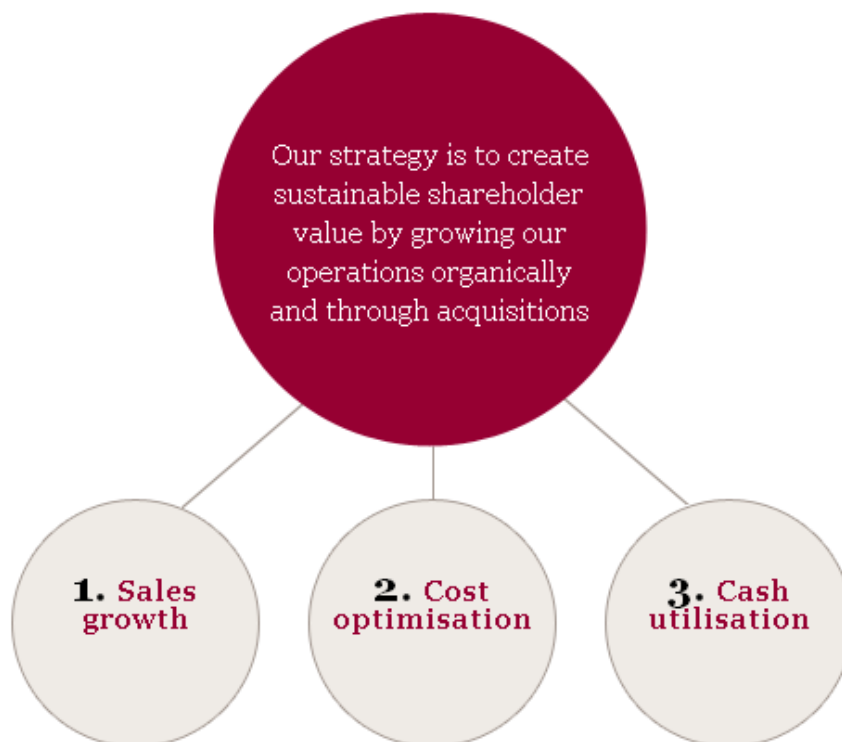 Our strategy is to create
sustainable shareholder
value by growing our
operations organically
and through acquisitions
1. Sales
growth
2. Cost
optimisation
3. Cash
utilisation